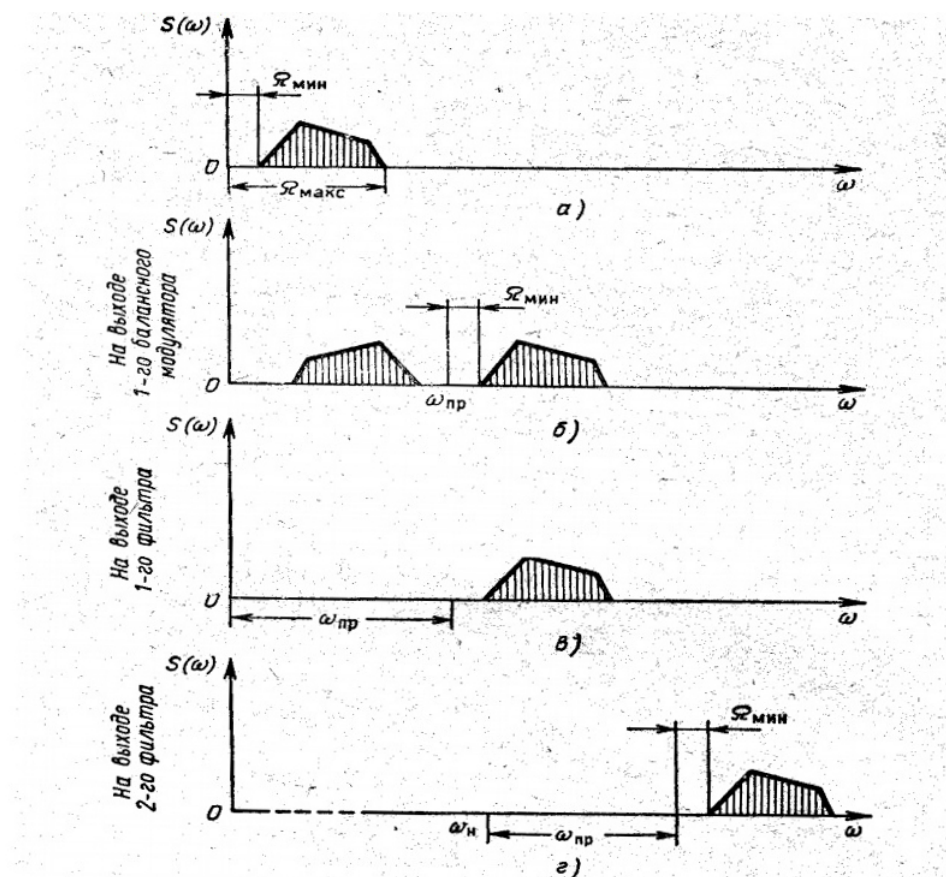 S(ω)
Ωмин
0
Ωмакс
ω
а)
На выходе
1-го балансного
модулятора
S(ω)
Ωмин
0
ωпр
ω
б)
На выходе
1-го фильтра
S(ω)
0
ωпр
ω
в)
На выходе
2-го фильтра
S(ω)
Ωмин
0
ωн
ωпр
ω
г)